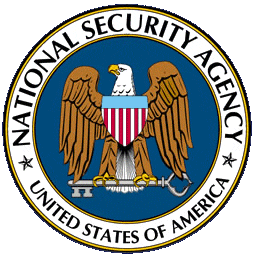 NATIONAL SECURITY AGENCY
UNITED STATES OF AMERICA